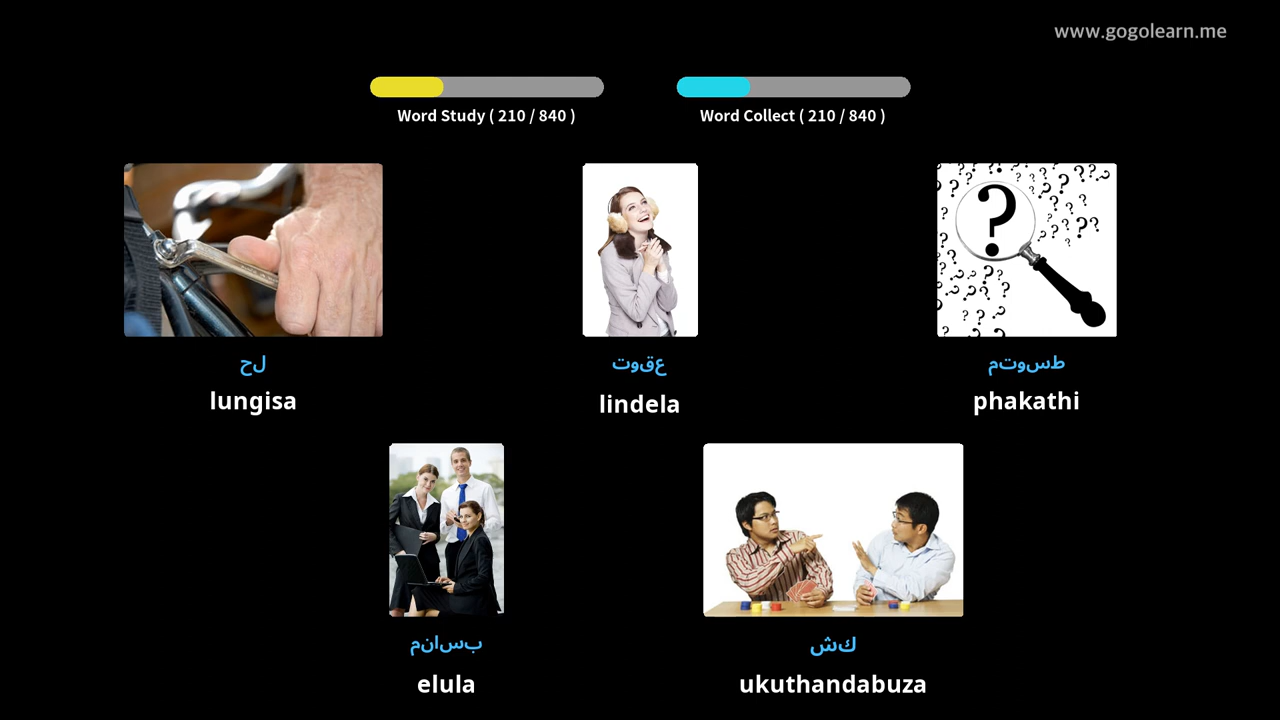 www.gogolearn.me
Word Study ( 210 / 840 )
Word Collect ( 210 / 840 )
لح
عقوت
طسوتم
lungisa
lindela
phakathi
بسانم
كش
elula
ukuthandabuza